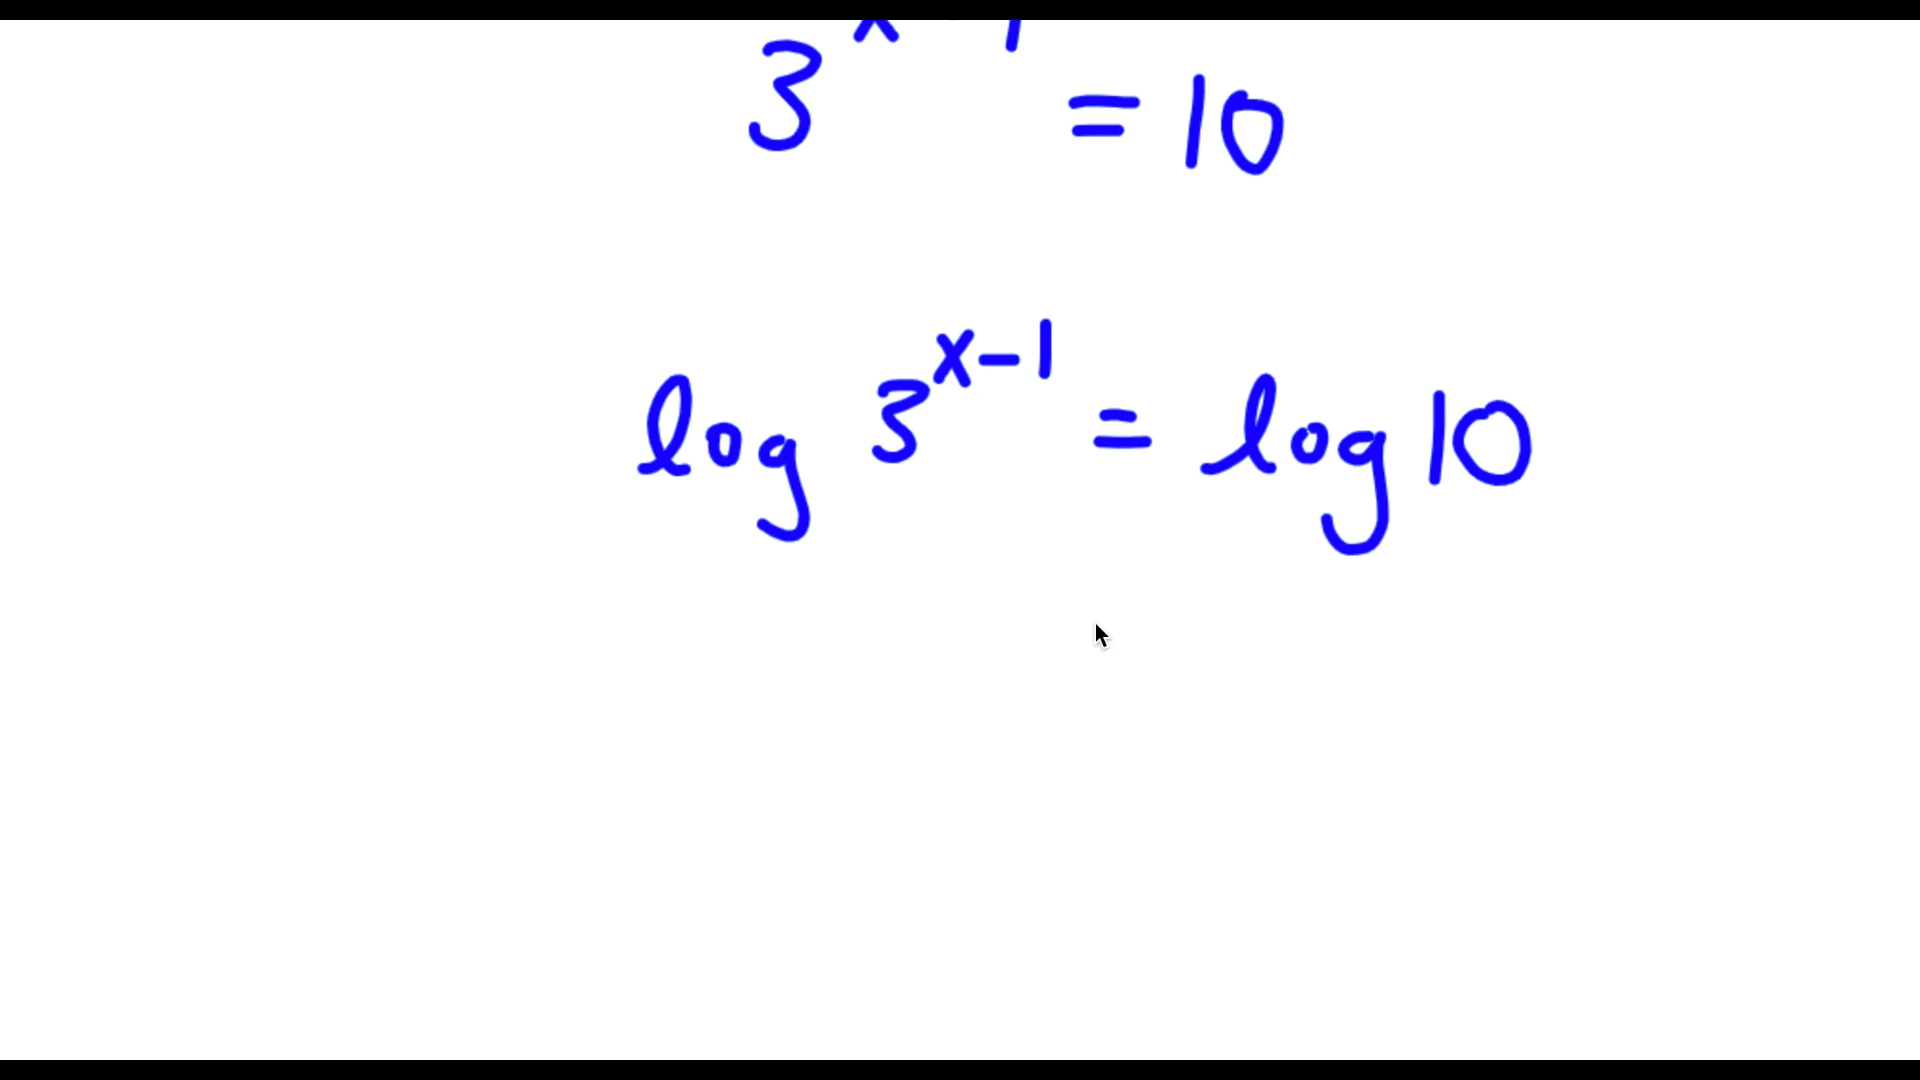 3^{x-1} = 10
log 3^{x-1} = log 10